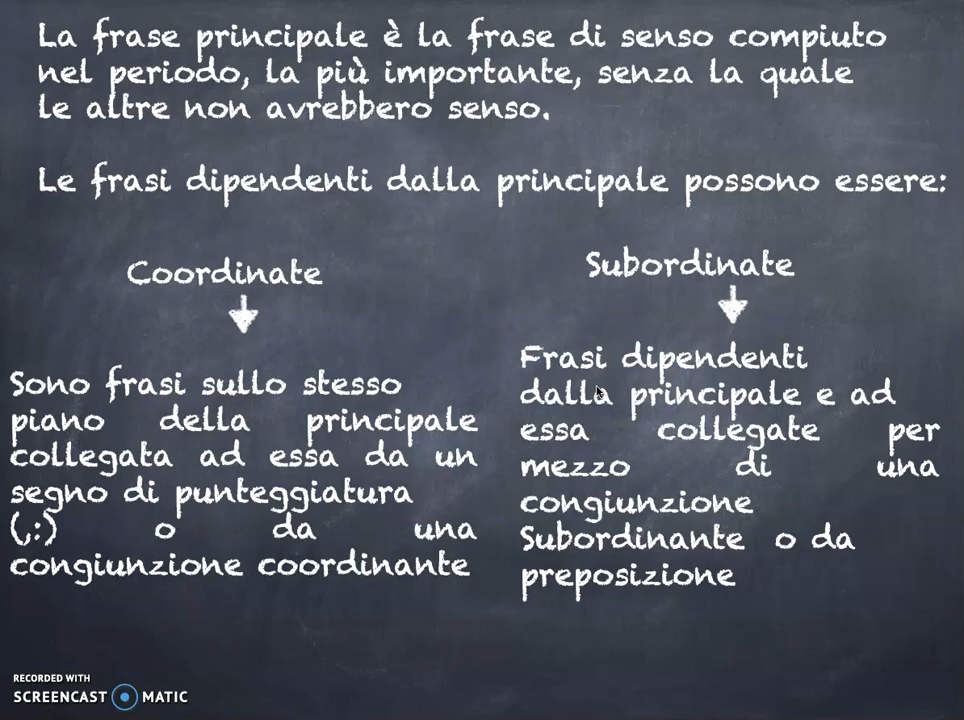 La frase principale è la frase di senso compiuto
nel periodo, la più importante, senza la quale
le altre non avrebbero senso.
Le frasi dipendenti dalla principale possono essere:
Coordinate
Sono frasi sullo stesso
piano della principale
collegata ad essa da un
segno di punteggiatura
(,:) o da una
congiunzione coordinante
Subordinate
Frasi dipendenti
dalla principale e ad
essa collegate per
mezzo di una
congiunzione
Subordinante o da
preposizione
RECORDED WITH
SCREENCAST MATIC